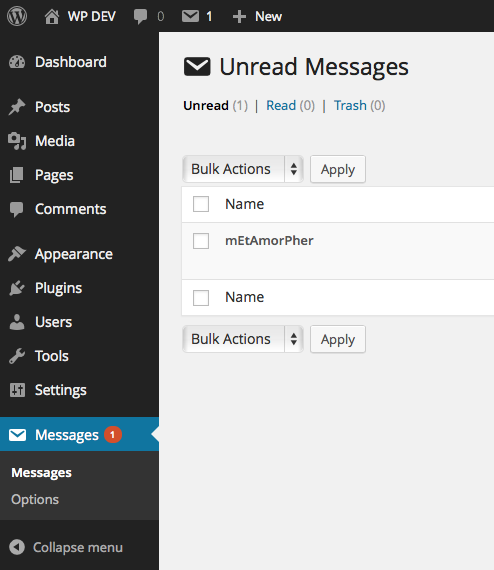 WP DEV 0 1 New
Dashboard
Posts
Media
Pages
Comments
Appearance
Plugins
Users
Tools
Settings
Messages 1
Messages
Options
Collapse menu
Unread Messages
Unread (1) | Read (0) | Trash (0)
Bulk Actions Apply
Name
mEtAmorPher
Name
Bulk Actions Apply